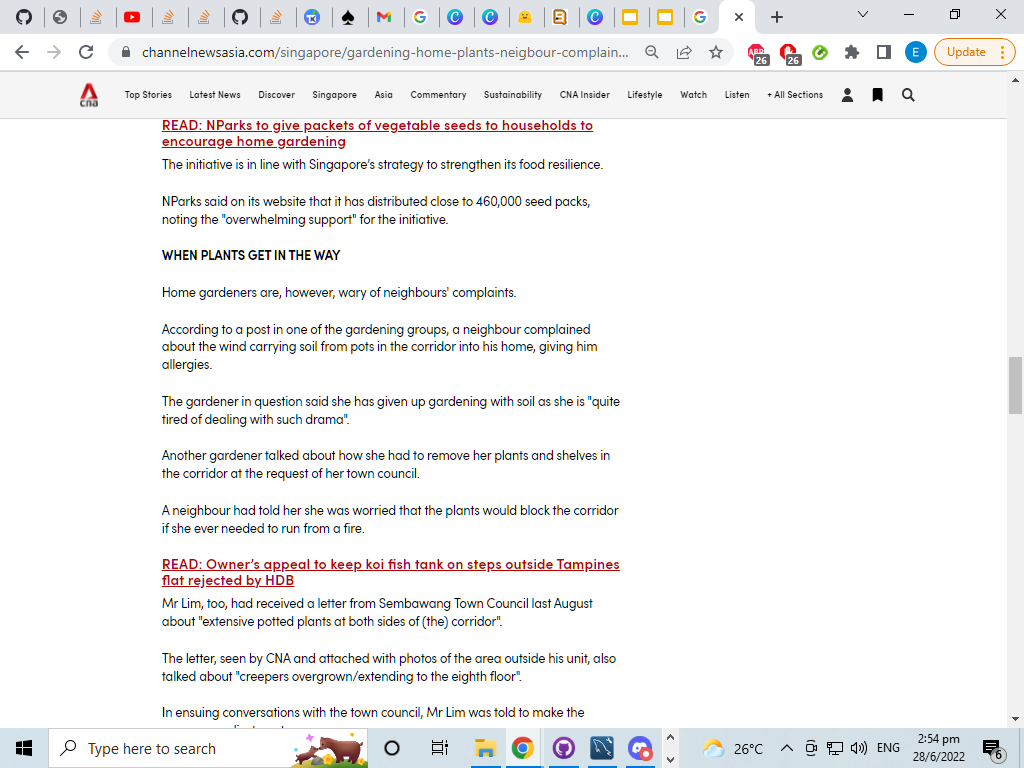 channelnewsasia.com/singapore/gardening-home-plants-neigbour-complain...
26
26
E
Update
cna
Top Stories
Latest News
Discover
Singapore
Asia
Commentary
Sustainability
CNA Insider
Lifestyle
Watch
Listen
+ All Sections
READ: NParks to give packets of vegetable seeds to households to
encourage home gardening
The initiative is in line with Singapore's strategy to strengthen its food resilience.
NParks said on its website that it has distributed close to 460,000 seed packs,
noting the "overwhelming support" for the initiative.
WHEN PLANTS GET IN THE WAY
Home gardeners are, however, wary of neighbours' complaints.
According to a post in one of the gardening groups, a neighbour complained
about the wind carrying soil from pots in the corridor into his home, giving him
allergies.
The gardener in question said she has given up gardening with soil as she is "quite
tired of dealing with such drama".
Another gardener talked about how she had to remove her plants and shelves in
the corridor at the request of her town council.
A neighbour had told her she was worried that the plants would block the corridor
if she ever needed to run from a fire.
READ: Owner's appeal to keep koi fish tank on steps outside Tampines
flat rejected by HDB
Mr Lim, too, had received a letter from Sembawang Town Council last August
about "extensive potted plants at both sides of (the) corridor".
The letter, seen by CNA and attached with photos of the area outside his unit, also
talked about "creepers overgrown/extending to the eighth floor".
In ensuing conversations with the town council, Mr Lim was told to make the
Type here to search
26°C
ENG
2:54 pm
28/6/2022
6